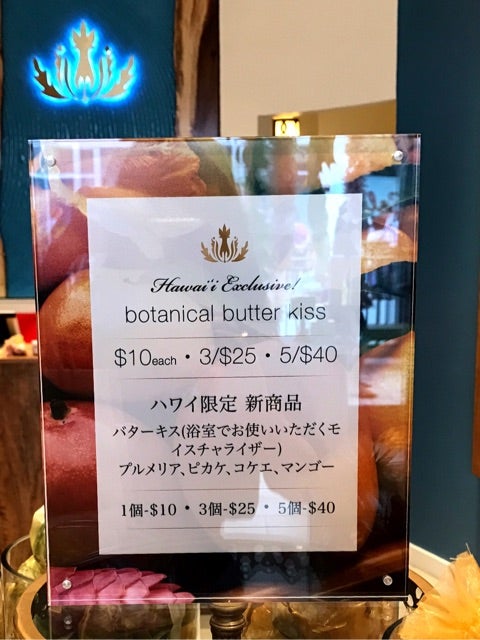 Hawai'i Exclusive!
botanical butter kiss
$10each • 3/$25 • 5/$40
ハワイ限定 新商品
バターキス(浴室でお使いいただくモ
イスチャライザー)
プルメリア、ピカケ、コケエ、マンゴー
1個-$10 • 3個-$25 • 5個-$40